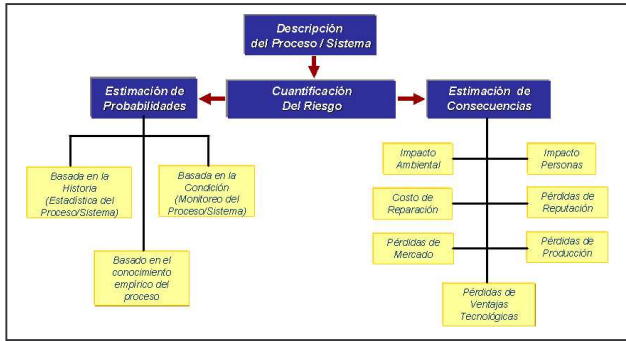 Descripción
del Proceso / Sistema
Estimación de
Probabilidades
Cuantificación
Del Riesgo
Estimación de
Consecuencias
Basada en la
Historia
(Estadística del
Proceso/Sistema)
Basada en la
Condición
(Monitoreo del
Proceso/Sistema)
Basado en el
conocimiento
empírico del
proceso
Impacto
Ambiental
Impacto
Personas
Costo de
Reparación
Pérdidas de
Reputación
Pérdidas de
Mercado
Pérdidas de
Producción
Pérdidas de
Ventajas
Tecnológicas